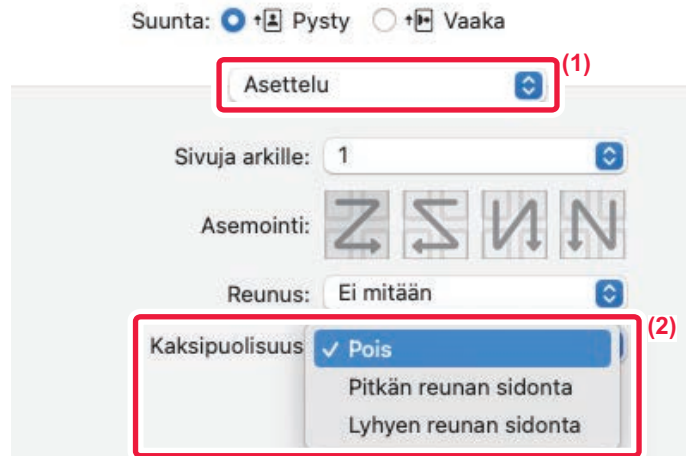 Suunta: Pysty Vaaka
Asettelu (1)
Sivuja arkille: 1
Asemointi:
Reunus: Ei mitään
Kaksipuolisuus ✓ Pois (2)
Pitkän reunan sidonta
Lyhyen reunan sidonta